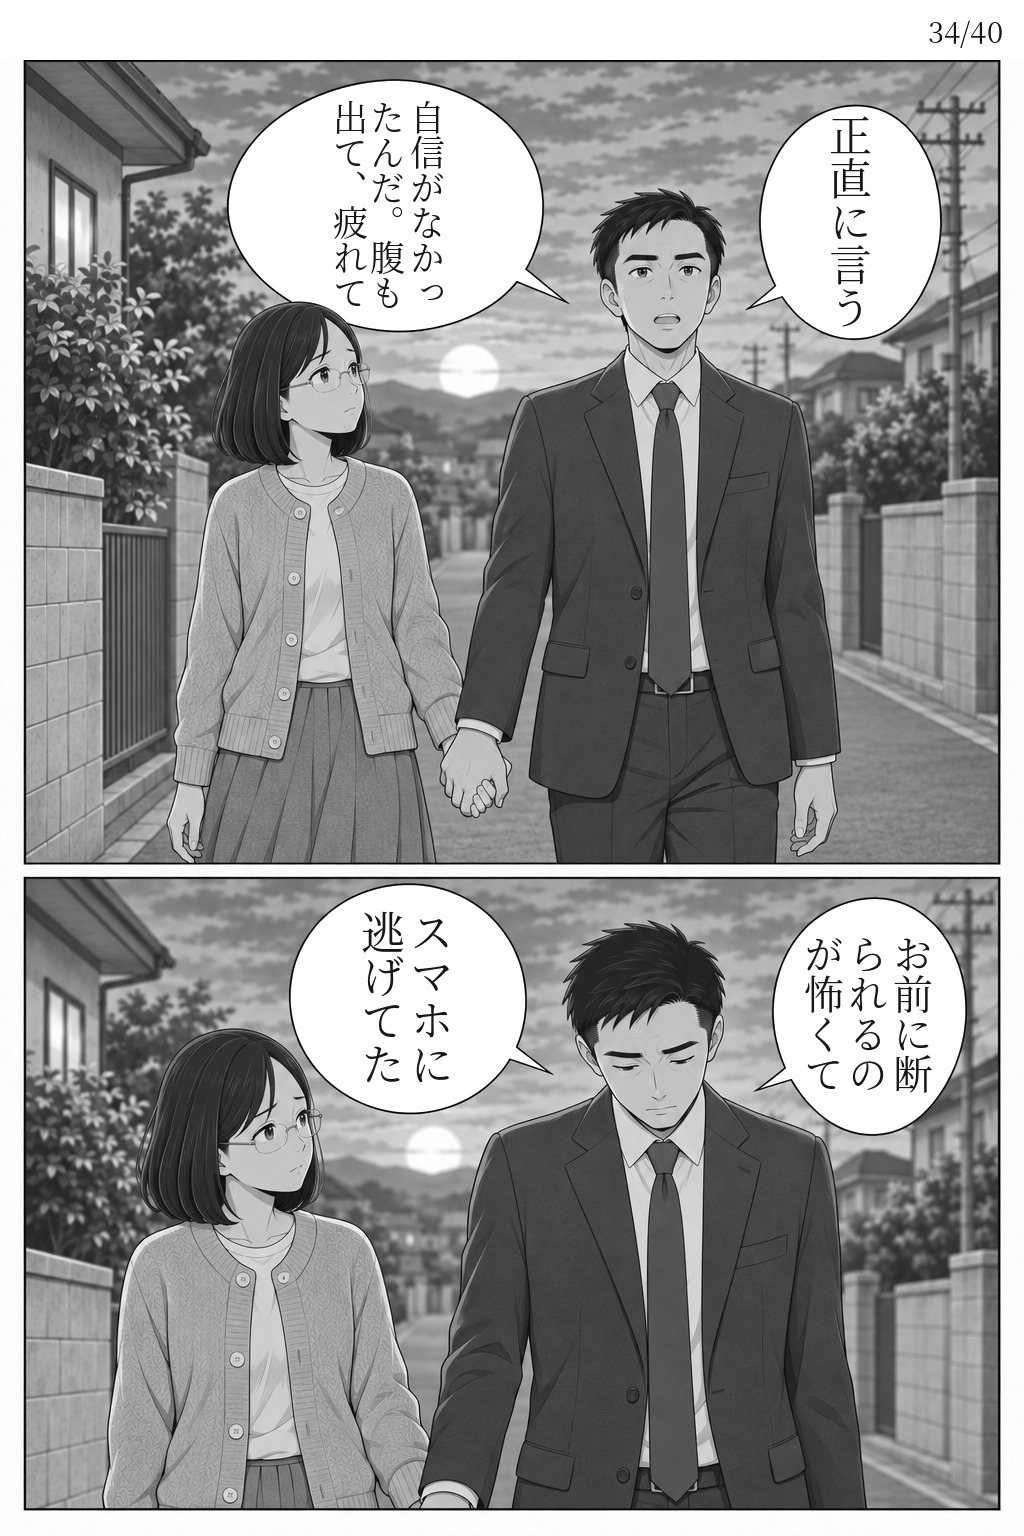 34/40
正直に言う
自信がなかっ
たんだ。腹も
出て、疲れて
お前に断
られるの
が怖くて
スマホに
逃げてた